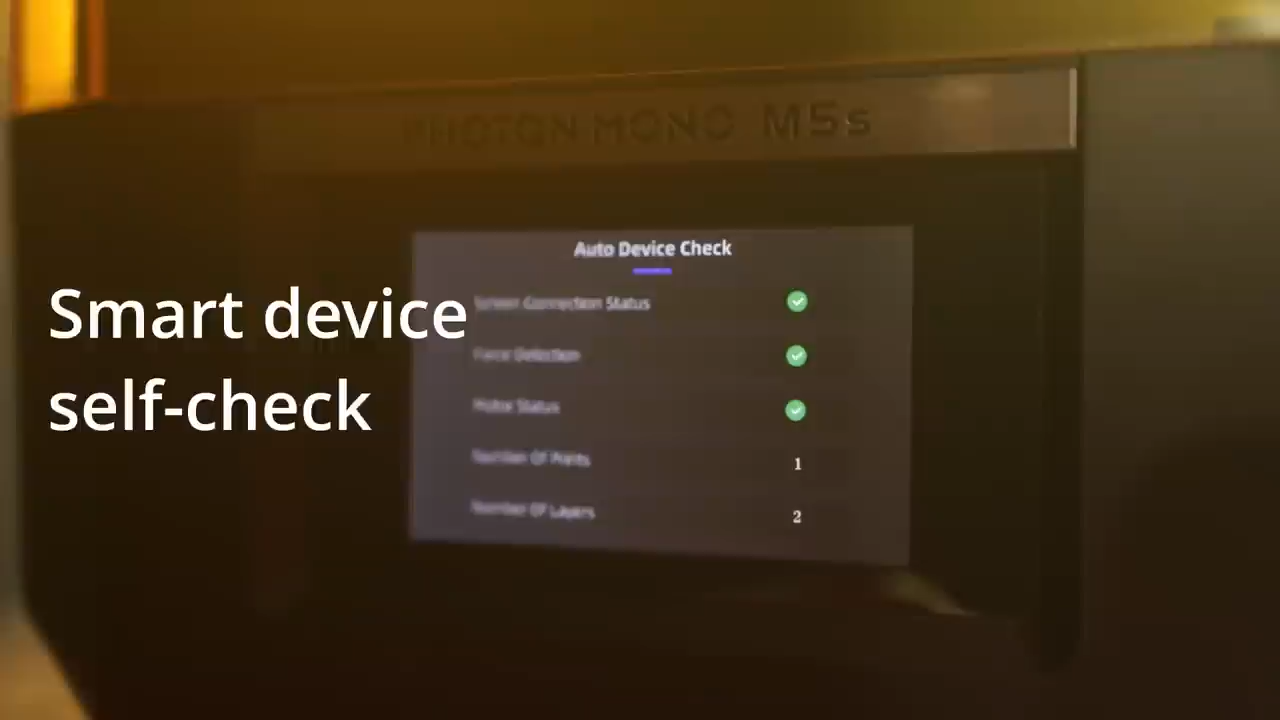 PHOTON MONO M5s
Auto Device Check
Smart device
self-check
Screen Connection Status
Force Detection
Motor Status
Number Of Points 1
Number Of Layers 2